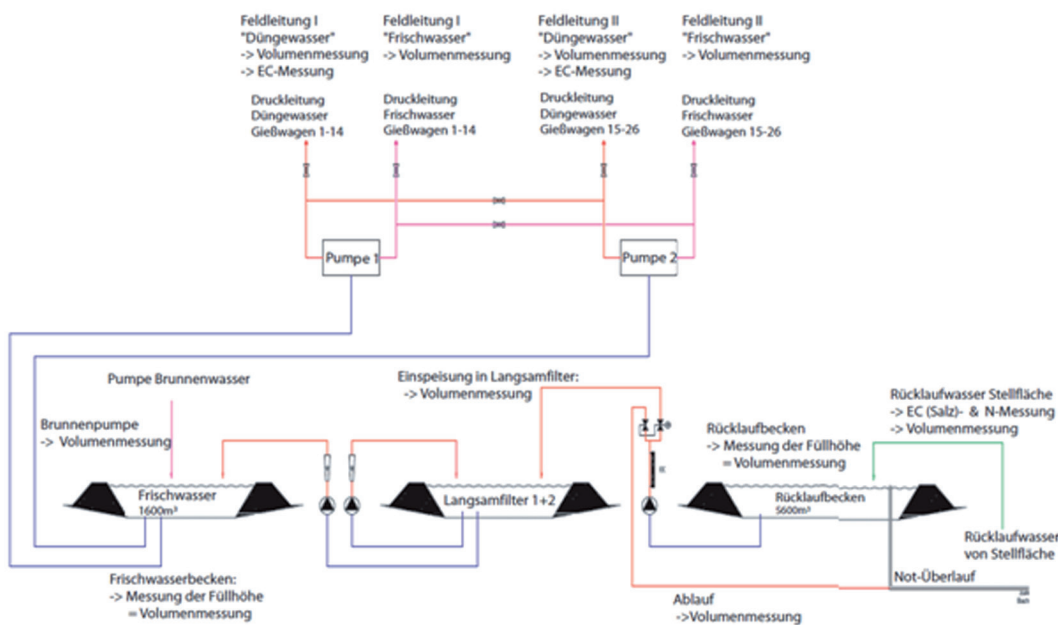 Feldleitung I
"Düngewasser"
-> Volumenmessung
-> EC-Messung
Feldleitung I
"Frischwasser"
-> Volumenmessung
Feldleitung II
"Düngewasser"
-> Volumenmessung
-> EC-Messung
Feldleitung II
"Frischwasser"
-> Volumenmessung
Druckleitung
Düngewasser
Gießwagen 1-14
Druckleitung
Frischwasser
Gießwagen 1-14
Druckleitung
Düngewasser
Gießwagen 15-26
Druckleitung
Frischwasser
Gießwagen 15-26
Pumpe 1
Pumpe 2
Pumpe Brunnenwasser
Brunnenpumpe
-> Volumenmessung
Einspeisung in Langsamfilter:
-> Volumenmessung
Rücklaufbecken
-> Messung der Füllhöhe
= Volumenmessung
Rücklaufwasser Stellfläche
-> EC (Salz)- & N-Messung
-> Volumenmessung
Frischwasser
1600m³
Langsamfilter 1+2
Rücklaufbecken
5600m³
Rücklaufwasser
von Stellfläche
Frischwasserbecken:
-> Messung der Füllhöhe
= Volumenmessung
Not-Überlauf
Ablauf
->Volumenmessung